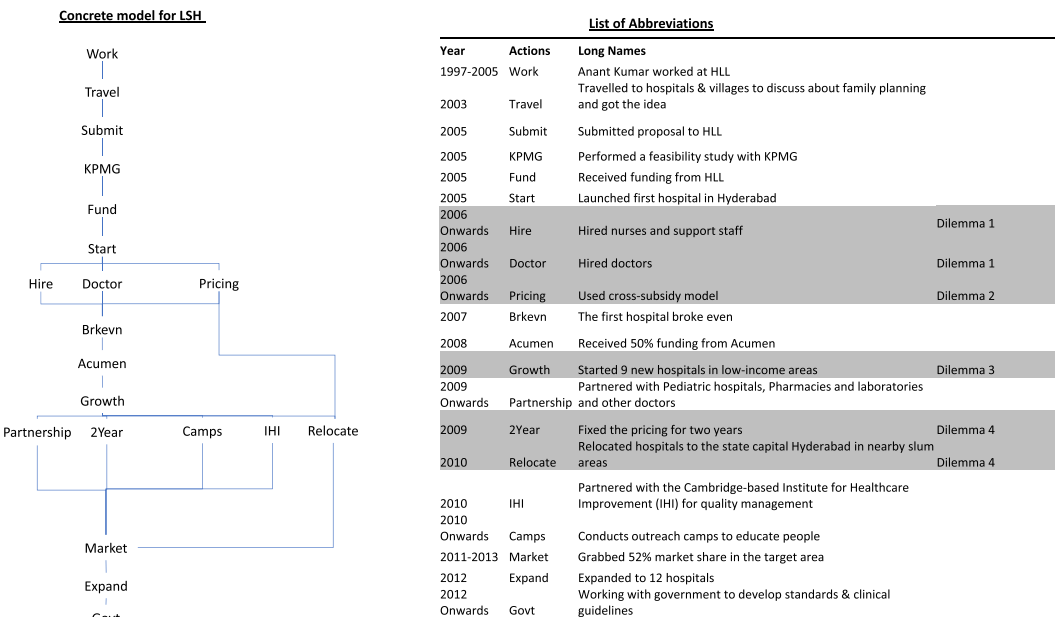 Concrete model for LSH
Work
Travel
Submit
KPMG
Fund
Start
Hire Doctor Pricing
Brkevn
Acumen
Growth
Partnership 2Year Camps IHI Relocate
Market
Expand
Govt
List of Abbreviations
Year Actions Long Names
1997-2005 Work Anant Kumar worked at HLL
Travelled to hospitals & villages to discuss about family planning
2003 Travel and got the idea
2005 Submit Submitted proposal to HLL
2005 KPMG Performed a feasibility study with KPMG
2005 Fund Received funding from HLL
2005 Start Launched first hospital in Hyderabad
2006
Onwards Hire Hired nurses and support staff Dilemma 1
2006
Onwards Doctor Hired doctors Dilemma 1
2006
Onwards Pricing Used cross-subsidy model Dilemma 2
2007 Brkevn The first hospital broke even
2008 Acumen Received 50% funding from Acumen
2009 Growth Started 9 new hospitals in low-income areas Dilemma 3
2009 Partnered with Pediatric hospitals, Pharmacies and laboratories
Onwards Partnership and other doctors
2009 2Year Fixed the pricing for two years Dilemma 4
Relocated hospitals to the state capital Hyderabad in nearby slum
2010 Relocate areas Dilemma 4
Partnered with the Cambridge-based Institute for Healthcare
2010 IHI Improvement (IHI) for quality management
2010
Onwards Camps Conducts outreach camps to educate people
2011-2013 Market Grabbed 52% market share in the target area
2012 Expand Expanded to 12 hospitals
2012 Working with government to develop standards & clinical
Onwards Govt guidelines